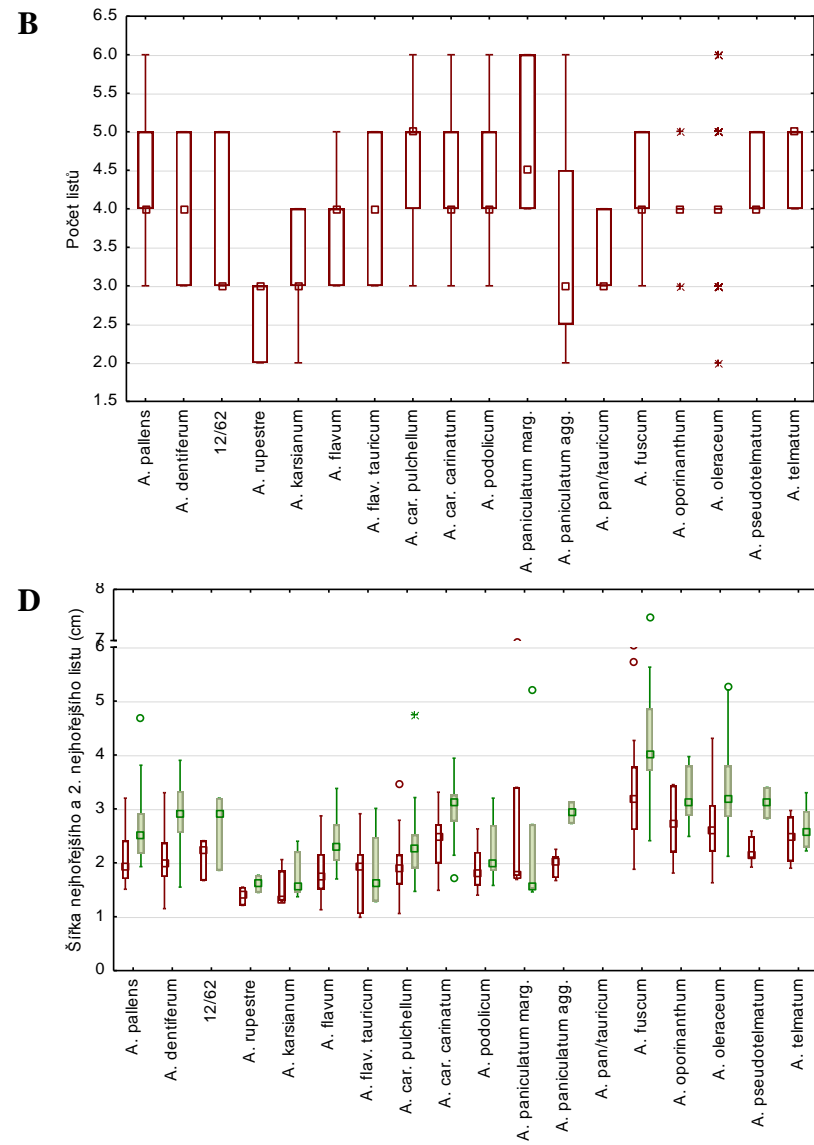 B
Počet listů
6.5
6.0
5.5
5.0
4.5
4.0
3.5
3.0
2.5
2.0
1.5
A. pallens
A. dentiferum
12/62
A. rupestre
A. karsianum
A. flavum
A. flav. tauricum
A. car. pulchellum
A. car. carinatum
A. podolicum
A. paniculatum marg.
A. paniculatum agg.
A. pan/tauricum
A. fuscum
A. oporinanthum
A. oleraceum
A. pseudotelmatum
A. telmatum
D
Šířka nejhořejšího a 2. nejhořejšího listu (cm)
8
7
6
5
4
3
2
1
0
A. pallens
A. dentiferum
12/62
A. rupestre
A. karsianum
A. flavum
A. flav. tauricum
A. car. pulchellum
A. car. carinatum
A. podolicum
A. paniculatum marg.
A. paniculatum agg.
A. pan/tauricum
A. fuscum
A. oporinanthum
A. oleraceum
A. pseudotelmatum
A. telmatum